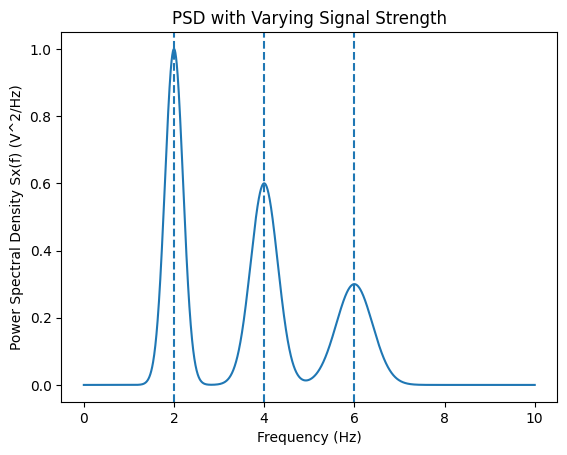 PSD with Varying Signal Strength
Power Spectral Density Sx(f) (V^2/Hz)
1.0
0.8
0.6
0.4
0.2
0.0
0 2 4 6 8 10
Frequency (Hz)